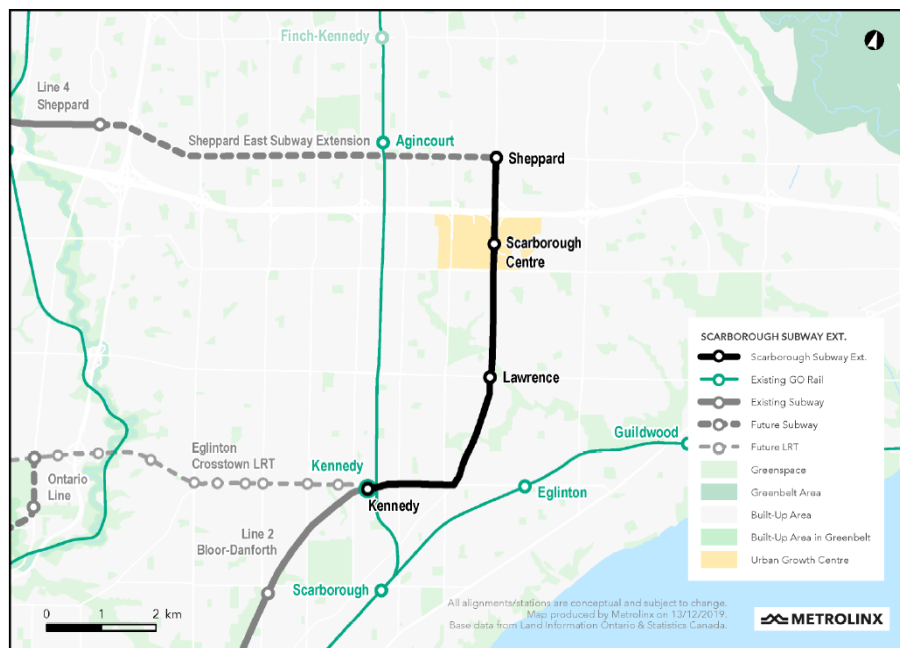 Finch-Kennedy
Line 4
Sheppard
Sheppard East Subway Extension
Agincourt
Sheppard
Scarborough
Centre
Lawrence
Guildwood
Eglinton
Crosstown LRT
Kennedy
Kennedy
Eglinton
Ontario
Line
Line 2
Bloor-Danforth
Scarborough
SCARBOROUGH SUBWAY EXT.
Scarborough Subway Ext.
Existing GO Rail
Existing Subway
Future Subway
Future LRT
Greenspace
Greenbelt Area
Built-Up Area
Built-Up Area in Greenbelt
Urban Growth Centre
0 1 2 km
All alignments/stations are conceptual and subject to change.
Map produced by Metrolinx on 13/12/2019.
Base data from Land Information Ontario & Statistics Canada.
METROLINX